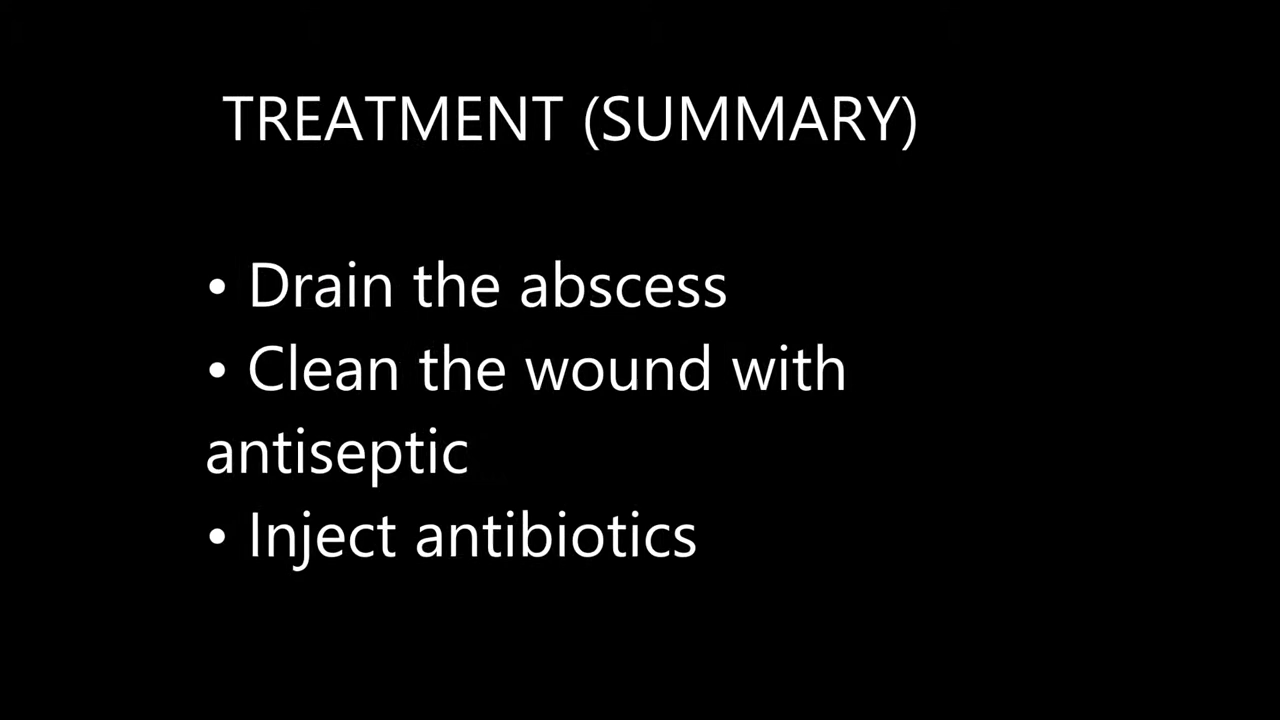 TREATMENT (SUMMARY)
• Drain the abscess
• Clean the wound with
antiseptic
• Inject antibiotics